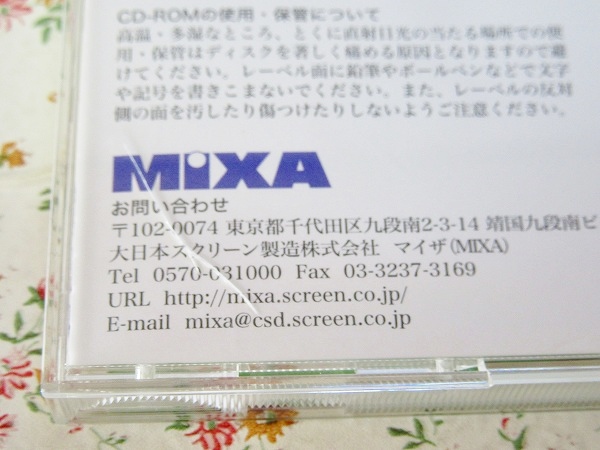 CD-ROMの使用・保管について
高温・多湿なところ、とくに直射日光の当たる場所での使
用・保管はディスクを著しく痛める原因となりますので避
けてください。レーベル面に鉛筆やボールペンなどで文字
や記号を書きこまないでください。また、レーベルの反対
側の面を汚したり傷つけたりしないようご注意ください。
MIXA
お問い合わせ
〒102-0074 東京都千代田区九段南2-3-14 靖国九段南ビ
大日本スクリーン製造株式会社 マイザ(MIXA)
Tel 0570-031000 Fax 03-3237-3169
URL http://mixa.screen.co.jp/
E-mail mixa@csd.screen.co.jp